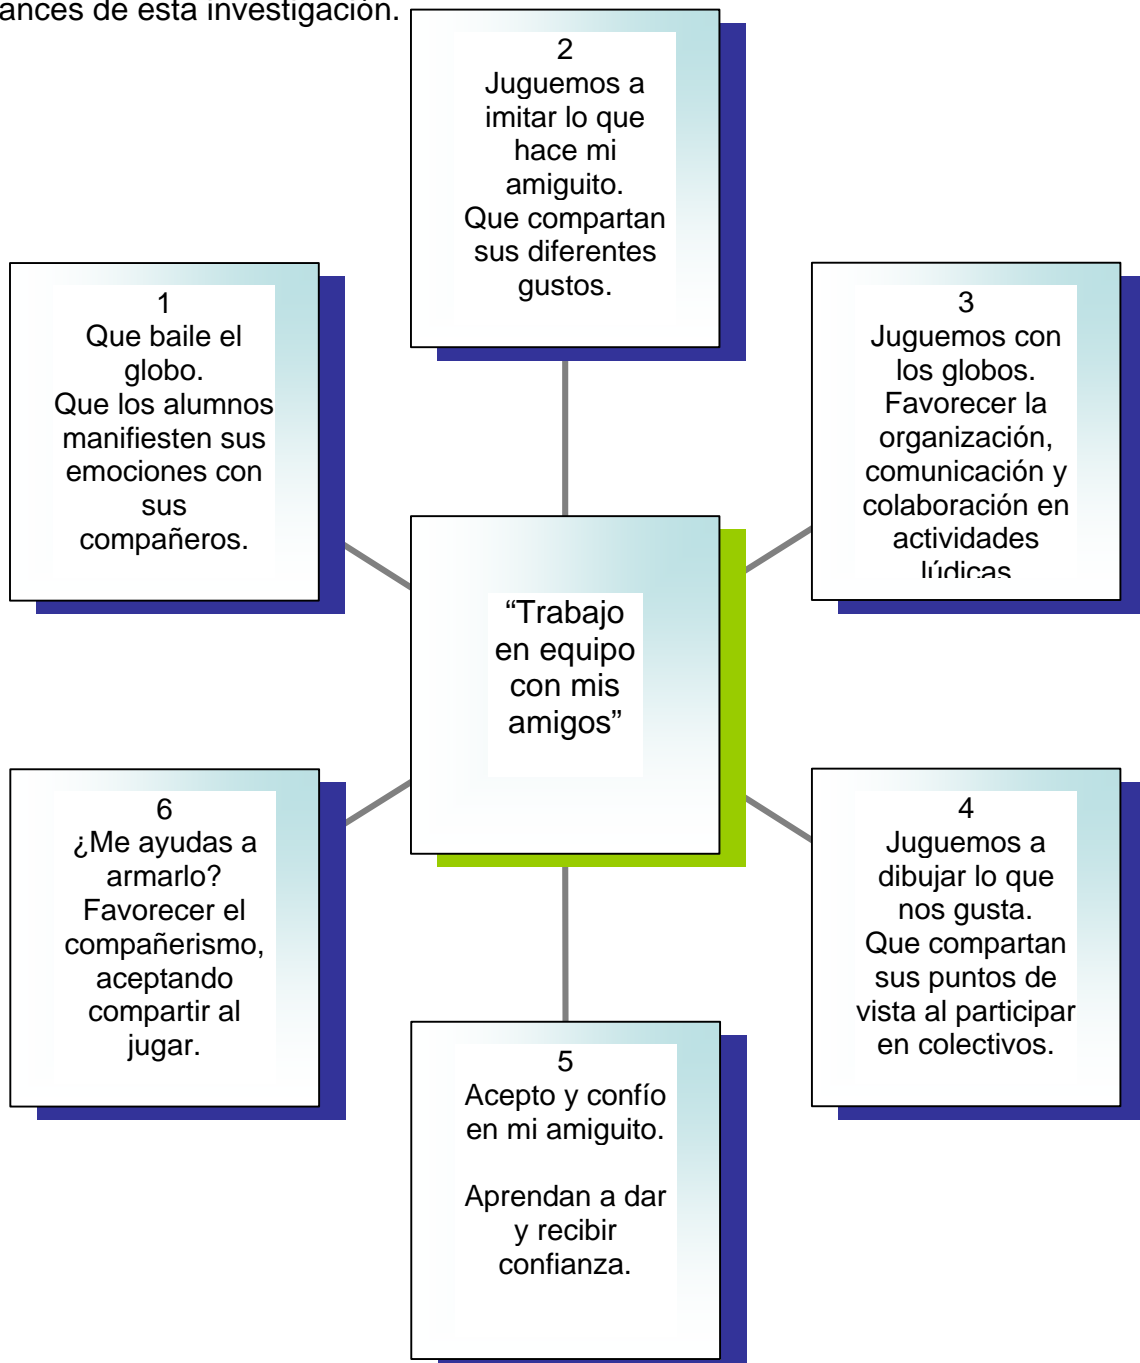 ances de esta investigación.
2
Juguemos a
imitar lo que
hace mi
amiguito.
Que compartan
sus diferentes
gustos.
1
Que baile el
globo.
Que los alumnos
manifiesten sus
emociones con
sus
compañeros.
3
Juguemos con
los globos.
Favorecer la
organización,
comunicación y
colaboración en
actividades
lúdicas
“Trabajo
en equipo
con mis
amigos”
6
¿Me ayudas a
armarlo?
Favorecer el
compañerismo,
aceptando
compartir al
jugar.
4
Juguemos a
dibujar lo que
nos gusta.
Que compartan
sus puntos de
vista al participar
en colectivos.
5
Acepto y confío
en mi amiguito.
Aprendan a dar
y recibir
confianza.